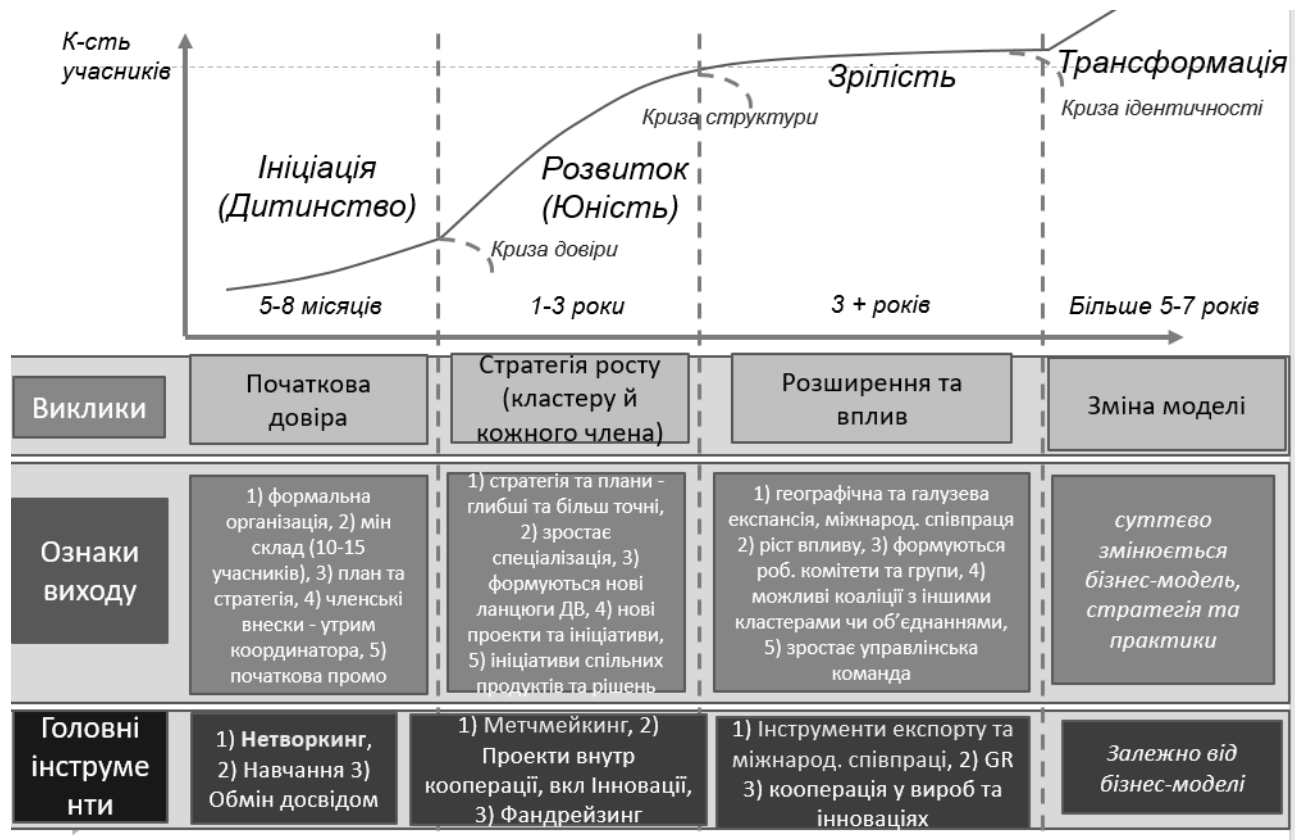 К-сть
учасників
Ініціація
(Дитинство)
Розвиток
(Юність)
Зрілість
Трансформація
Криза довіри
Криза структури
Криза ідентичності
5-8 місяців
1-3 роки
3 + років
Більше 5-7 років
Виклики
Початкова
довіра
Стратегія росту
(кластеру й
кожного члена)
Розширення та
вплив
Зміна моделі
Ознаки
виходу
1) формальна
організація, 2) мін
склад (10-15
учасників), 3) план та
стратегія, 4) членські
внески - утрим
координатора, 5)
початкова промо
1) стратегія та плани -
глибші та більш точні,
2) зростає
спеціалізація, 3)
формуються нові
ланцюги ДВ, 4) нові
проекти та ініціативи,
5) ініціативи спільних
продуктів та рішень
1) географічна та галузева
експансія, міжнарод. співпраця
2) ріст впливу, 3) формуються
роб. комітети та групи, 4)
можливі коаліції з іншими
кластерами чи об’єднаннями,
5) зростає управлінська
команда
суттєво
змінюється
бізнес-модель,
стратегія та
практики
Головні
інструме
нти
1) Нетворкинг,
2) Навчання 3)
Обмін досвідом
1) Метчмейкинг, 2)
Проекти внутр
кооперації, вкл Інновації,
3) Фандрейзинг
1) Інструменти експорту та
міжнарод. співпраці, 2) GR
3) кооперація у вироб та
інноваціях
Залежно від
бізнес-моделі